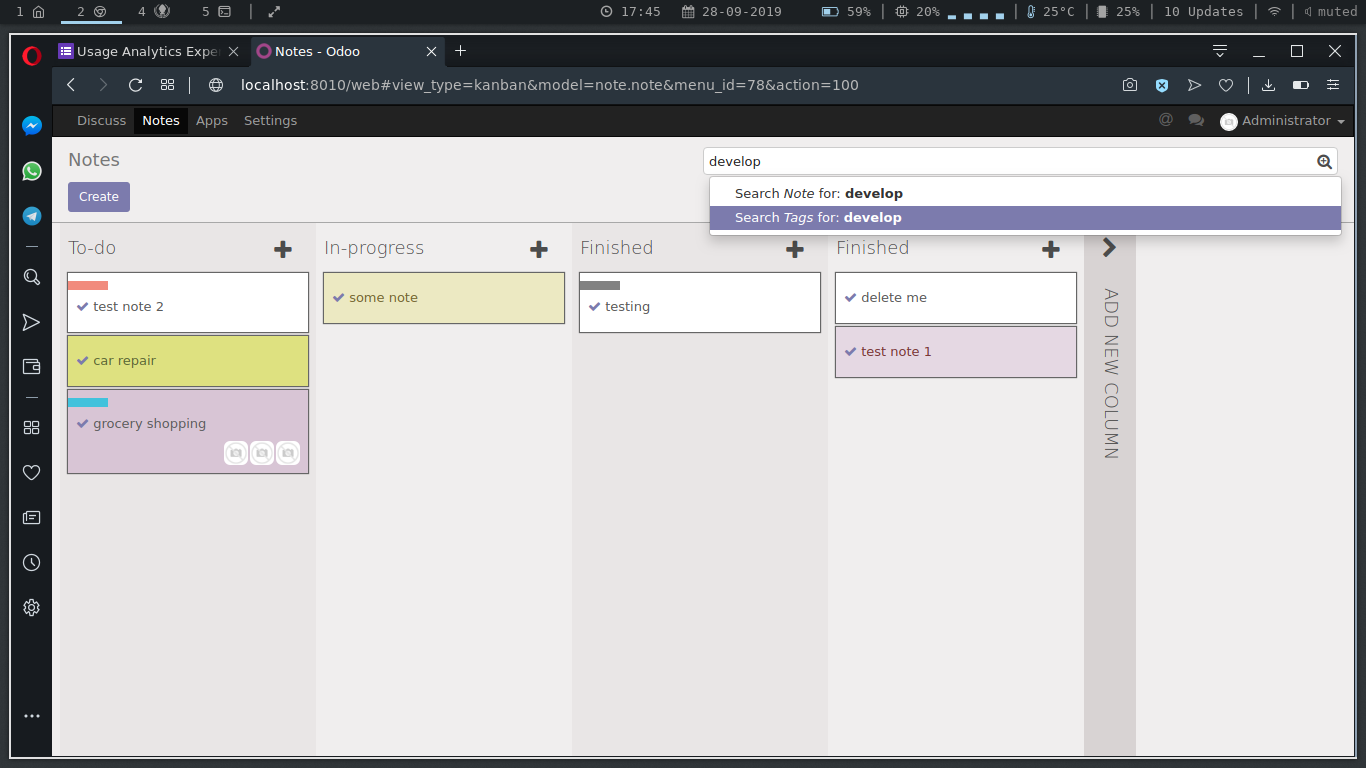 1 2 4 5 17:45 28-09-2019 59% 20% 25°C 25% 10 Updates muted
Usage Analytics Expe Notes - Odoo
localhost:8010/web#view_type=kanban&model=note.note&menu_id=78&action=100
Discuss Notes Apps Settings @ Administrator
Notes
develop
Create
Search Note for: develop
Search Tags for: develop
To-do In-progress Finished Finished
test note 2
car repair
grocery shopping
some note
testing
delete me
test note 1
ADD NEW COLUMN